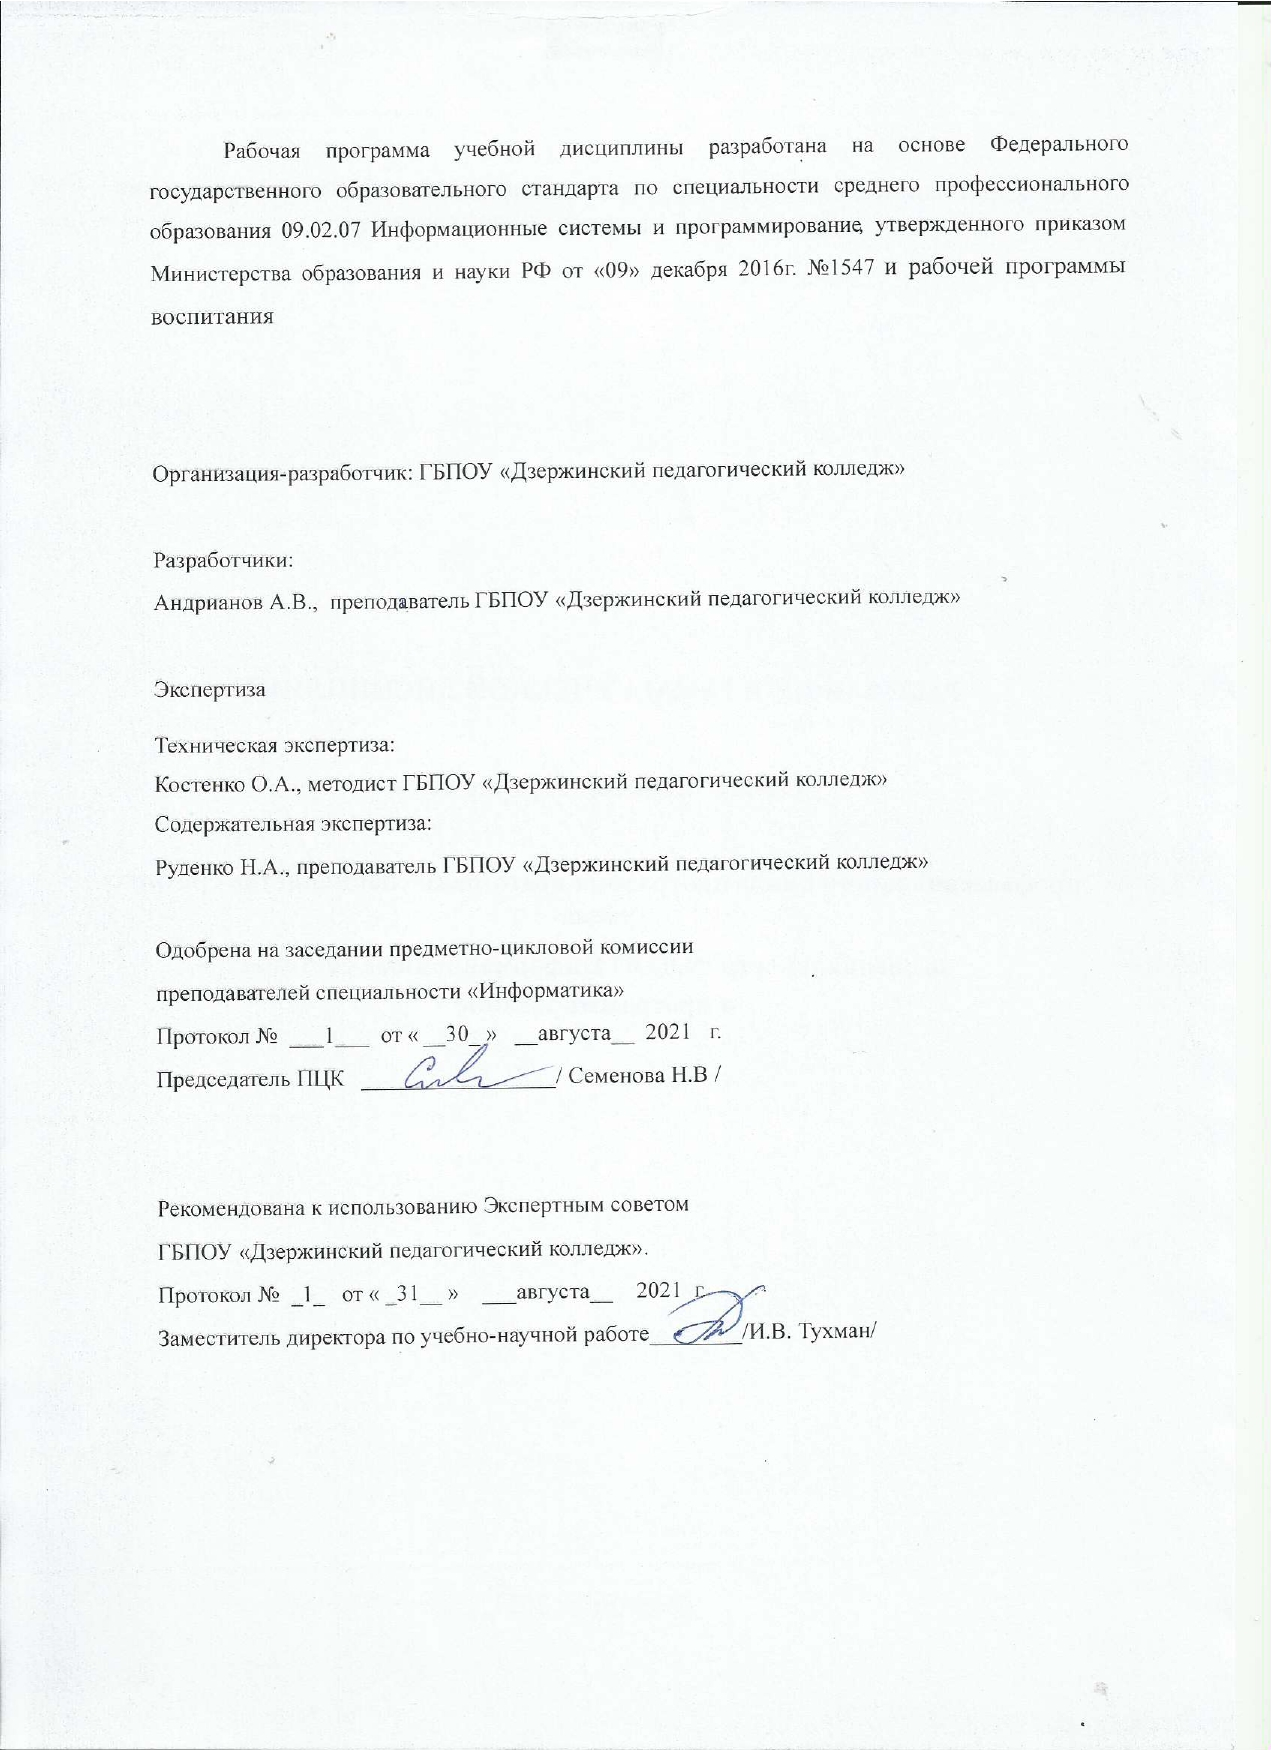 Рабочая программа учебной дисциплины разработана на основе Федерального
государственного образовательного стандарта по специальности среднего профессионального
образования 09.02.07 Информационные системы и программирование, утвержденного приказом
Министерства образования и науки РФ от «09» декабря 2016г. №1547 и рабочей программы
воспитания
Организация-разработчик: ГБПОУ «Дзержинский педагогический колледж»
Разработчики:
Андрианов А.В., преподаватель ГБПОУ «Дзержинский педагогический колледж»
Экспертиза
Техническая экспертиза:
Костенко О.А., методист ГБПОУ «Дзержинский педагогический колледж»
Содержательная экспертиза:
Руденко Н.А., преподаватель ГБПОУ «Дзержинский педагогический колледж»
Одобрена на заседании предметно-цикловой комиссии
преподавателей специальности «Информатика»
Протокол № ___1___ от « __30_ » __августа__ 2021 г.
Председатель ПЦК ________________/ Семенова Н.В /
Рекомендована к использованию Экспертным советом
ГБПОУ «Дзержинский педагогический колледж».
Протокол № _1_ от « _31__ » ___августа__ 2021 г.
Заместитель директора по учебно-научной работе________/И.В. Тухман/